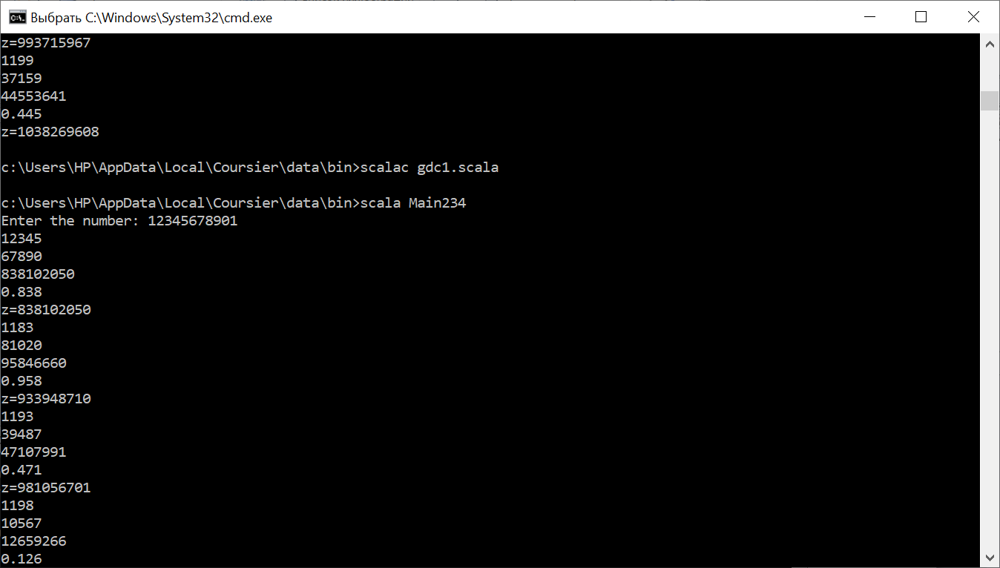 Выбрать C:\Windows\System32\cmd.exe
z=993715967
1199
37159
44553641
0.445
z=1038269608
c:\Users\HP\AppData\Local\Coursier\data\bin>scalac gdc1.scala
c:\Users\HP\AppData\Local\Coursier\data\bin>scala Main234
Enter the number: 12345678901
12345
67890
838102050
0.838
z=838102050
1183
81020
95846660
0.958
z=933948710
1193
39487
47107991
0.471
z=981056701
1198
10567
12659266
0.126